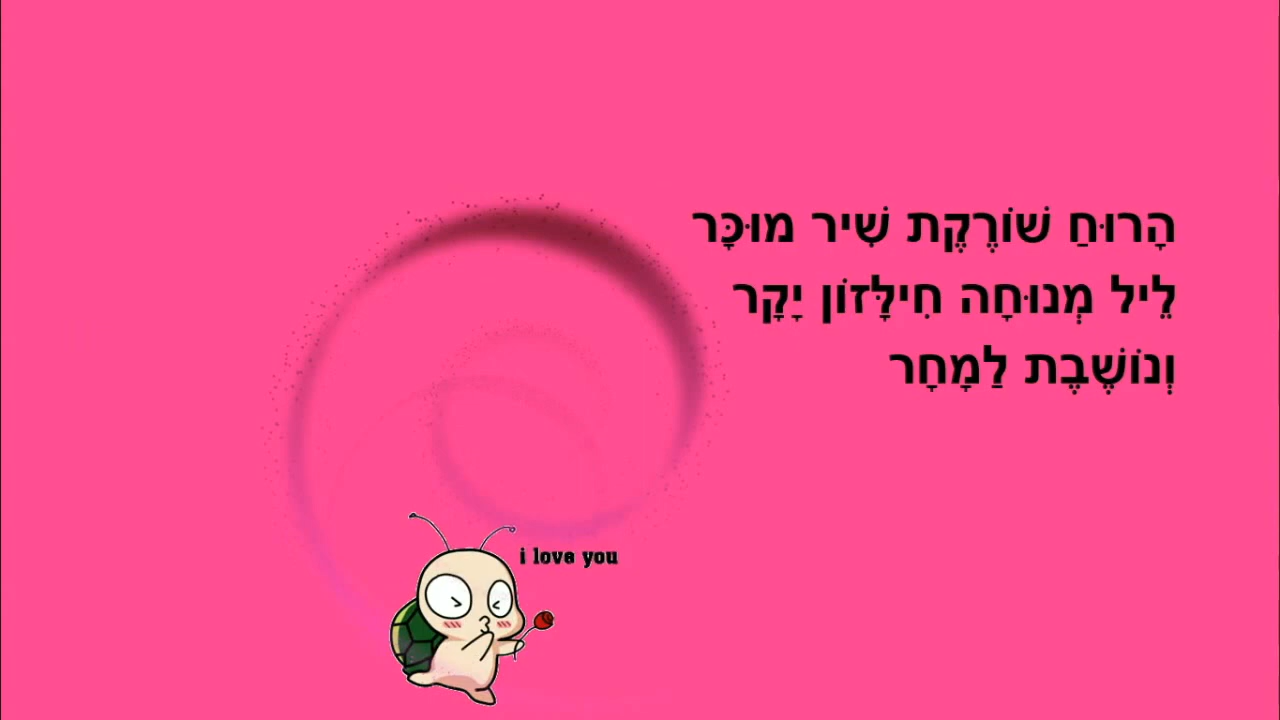 הָרוּחַ שׁוֹרֶקֶת שִׁיר מוּכָּר
לֵיל מְנוּחָה חִילָּזוֹן יָקָר
וְנוֹשֶׁבֶת לַמָּחָר
i love you